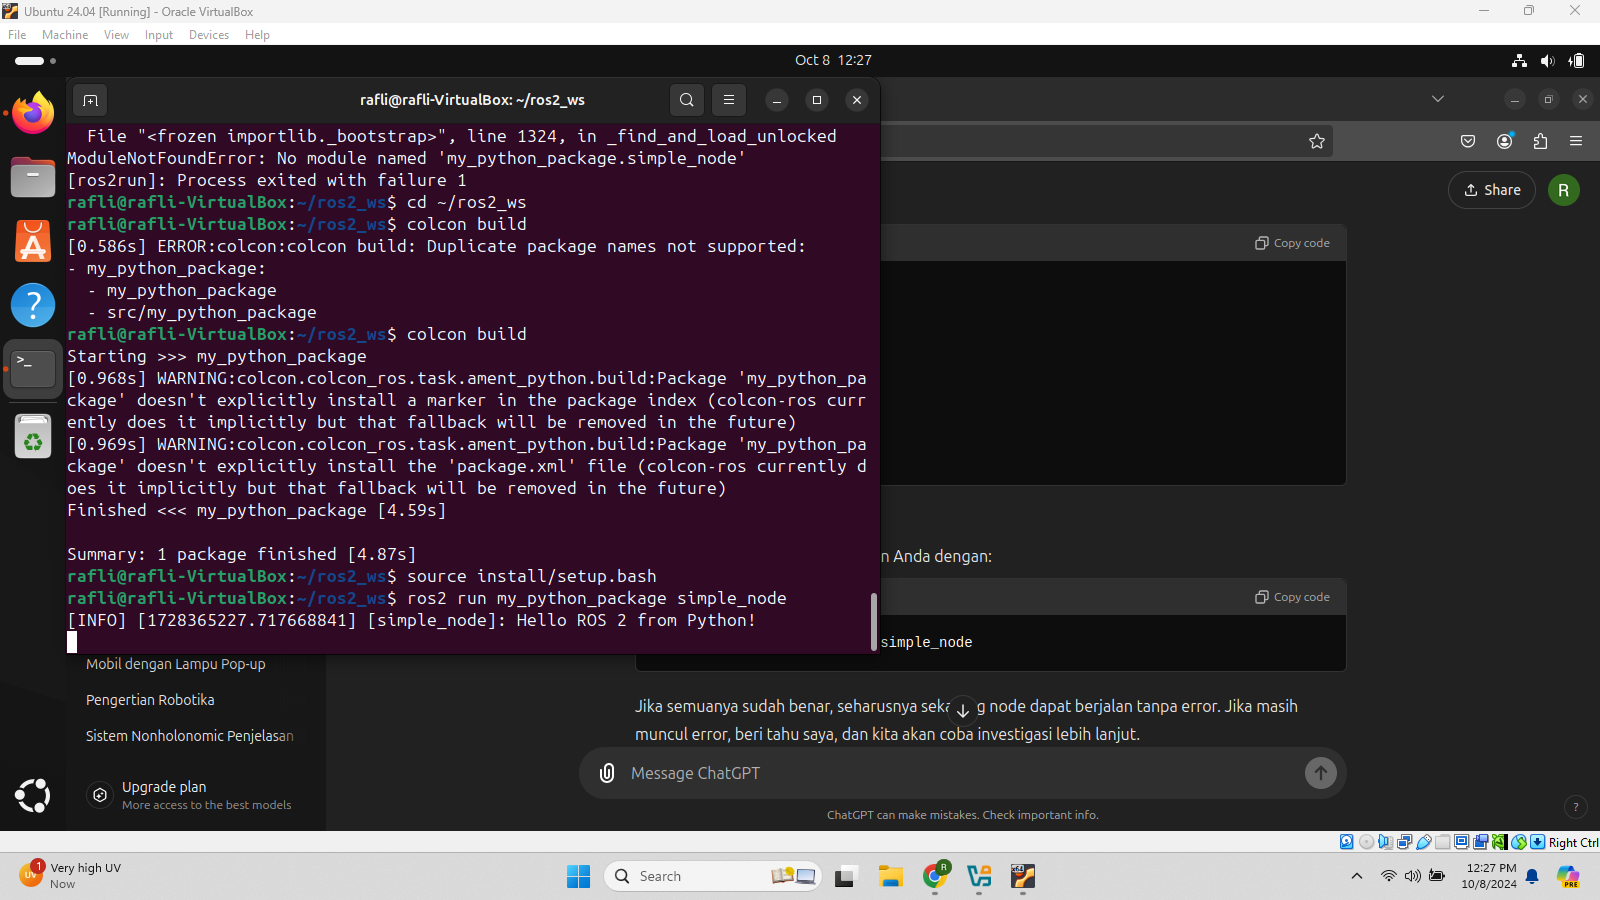 Ubuntu 24.04 [Running] - Oracle VirtualBox
File Machine View Input Devices Help
Oct 8 12:27
rafli@rafli-VirtualBox: ~/ros2_ws
File "<frozen importlib._bootstrap>", line 1324, in _find_and_load_unlocked
ModuleNotFoundError: No module named 'my_python_package.simple_node'
[ros2run]: Process exited with failure 1
rafli@rafli-VirtualBox:~/ros2_ws$ cd ~/ros2_ws
rafli@rafli-VirtualBox:~/ros2_ws$ colcon build
[0.586s] ERROR:colcon:colcon build: Duplicate package names not supported:
- my_python_package:
- my_python_package
- src/my_python_package
rafli@rafli-VirtualBox:~/ros2_ws$ colcon build
Starting >>> my_python_package
[0.968s] WARNING:colcon.colcon_ros.task.ament_python.build:Package 'my_python_pa
ckage' doesn't explicitly install a marker in the package index (colcon-ros curr
ently does it implicitly but that fallback will be removed in the future)
[0.969s] WARNING:colcon.colcon_ros.task.ament_python.build:Package 'my_python_pa
ckage' doesn't explicitly install the 'package.xml' file (colcon-ros currently d
oes it implicitly but that fallback will be removed in the future)
Finished <<< my_python_package [4.59s]
Summary: 1 package finished [4.87s]
rafli@rafli-VirtualBox:~/ros2_ws$ source install/setup.bash
rafli@rafli-VirtualBox:~/ros2_ws$ ros2 run my_python_package simple_node
[INFO] [1728365227.717668841] [simple_node]: Hello ROS 2 from Python!
Share
R
Copy code
n Anda dengan:
Copy code
simple_node
Jika semuanya sudah benar, seharusnya seka g node dapat berjalan tanpa error. Jika masih
muncul error, beri tahu saya, dan kita akan coba investigasi lebih lanjut.
Message ChatGPT
ChatGPT can make mistakes. Check important info.
?
Mobil dengan Lampu Pop-up
Pengertian Robotika
Sistem Nonholonomic Penjelasan
Upgrade plan
More access to the best models
Right Ctrl
1
UV
Very high UV
Now
Search
R
x64
12:27 PM
10/8/2024
PRE